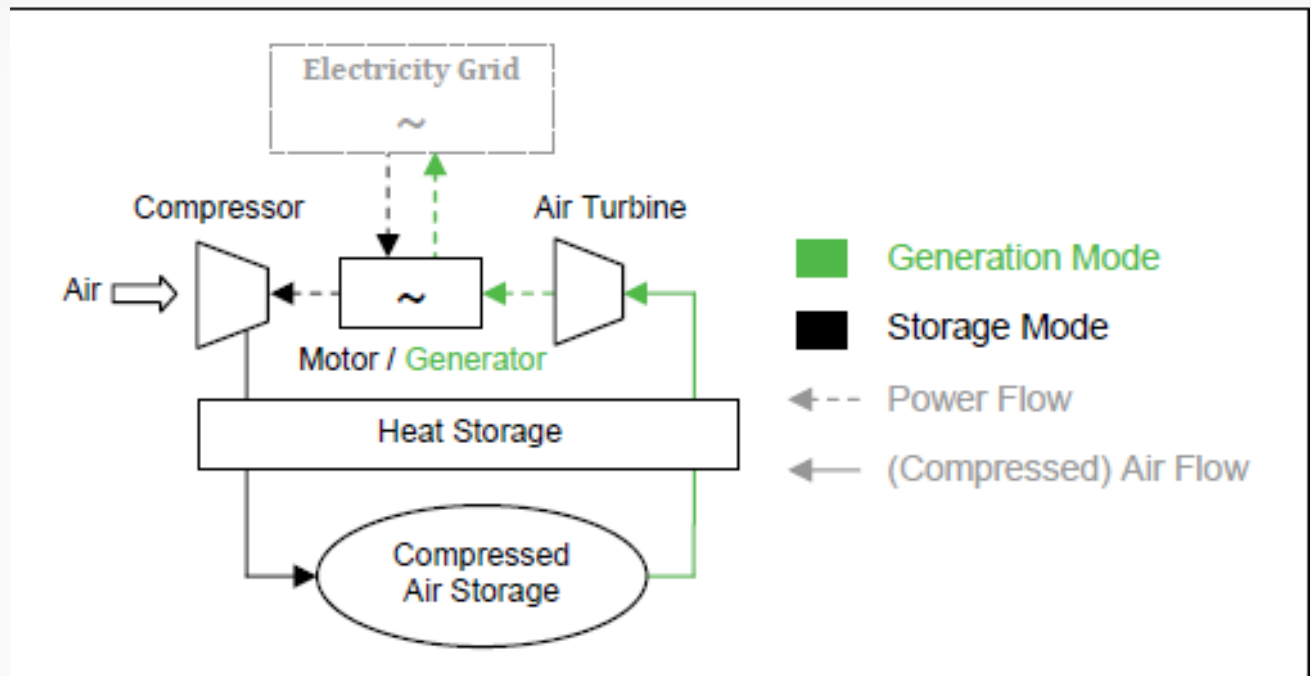 Electricity Grid
~
Compressor
Air Turbine
Air
~
Motor / Generator
Heat Storage
Compressed
Air Storage
Generation Mode
Storage Mode
Power Flow
(Compressed) Air Flow